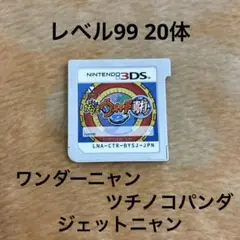 レベル99 20体
NINTENDO 3DS
LNA-CTR-BYSJ-JPN
ワンダーニャン
ツチノコパンダ
ジェットニャン